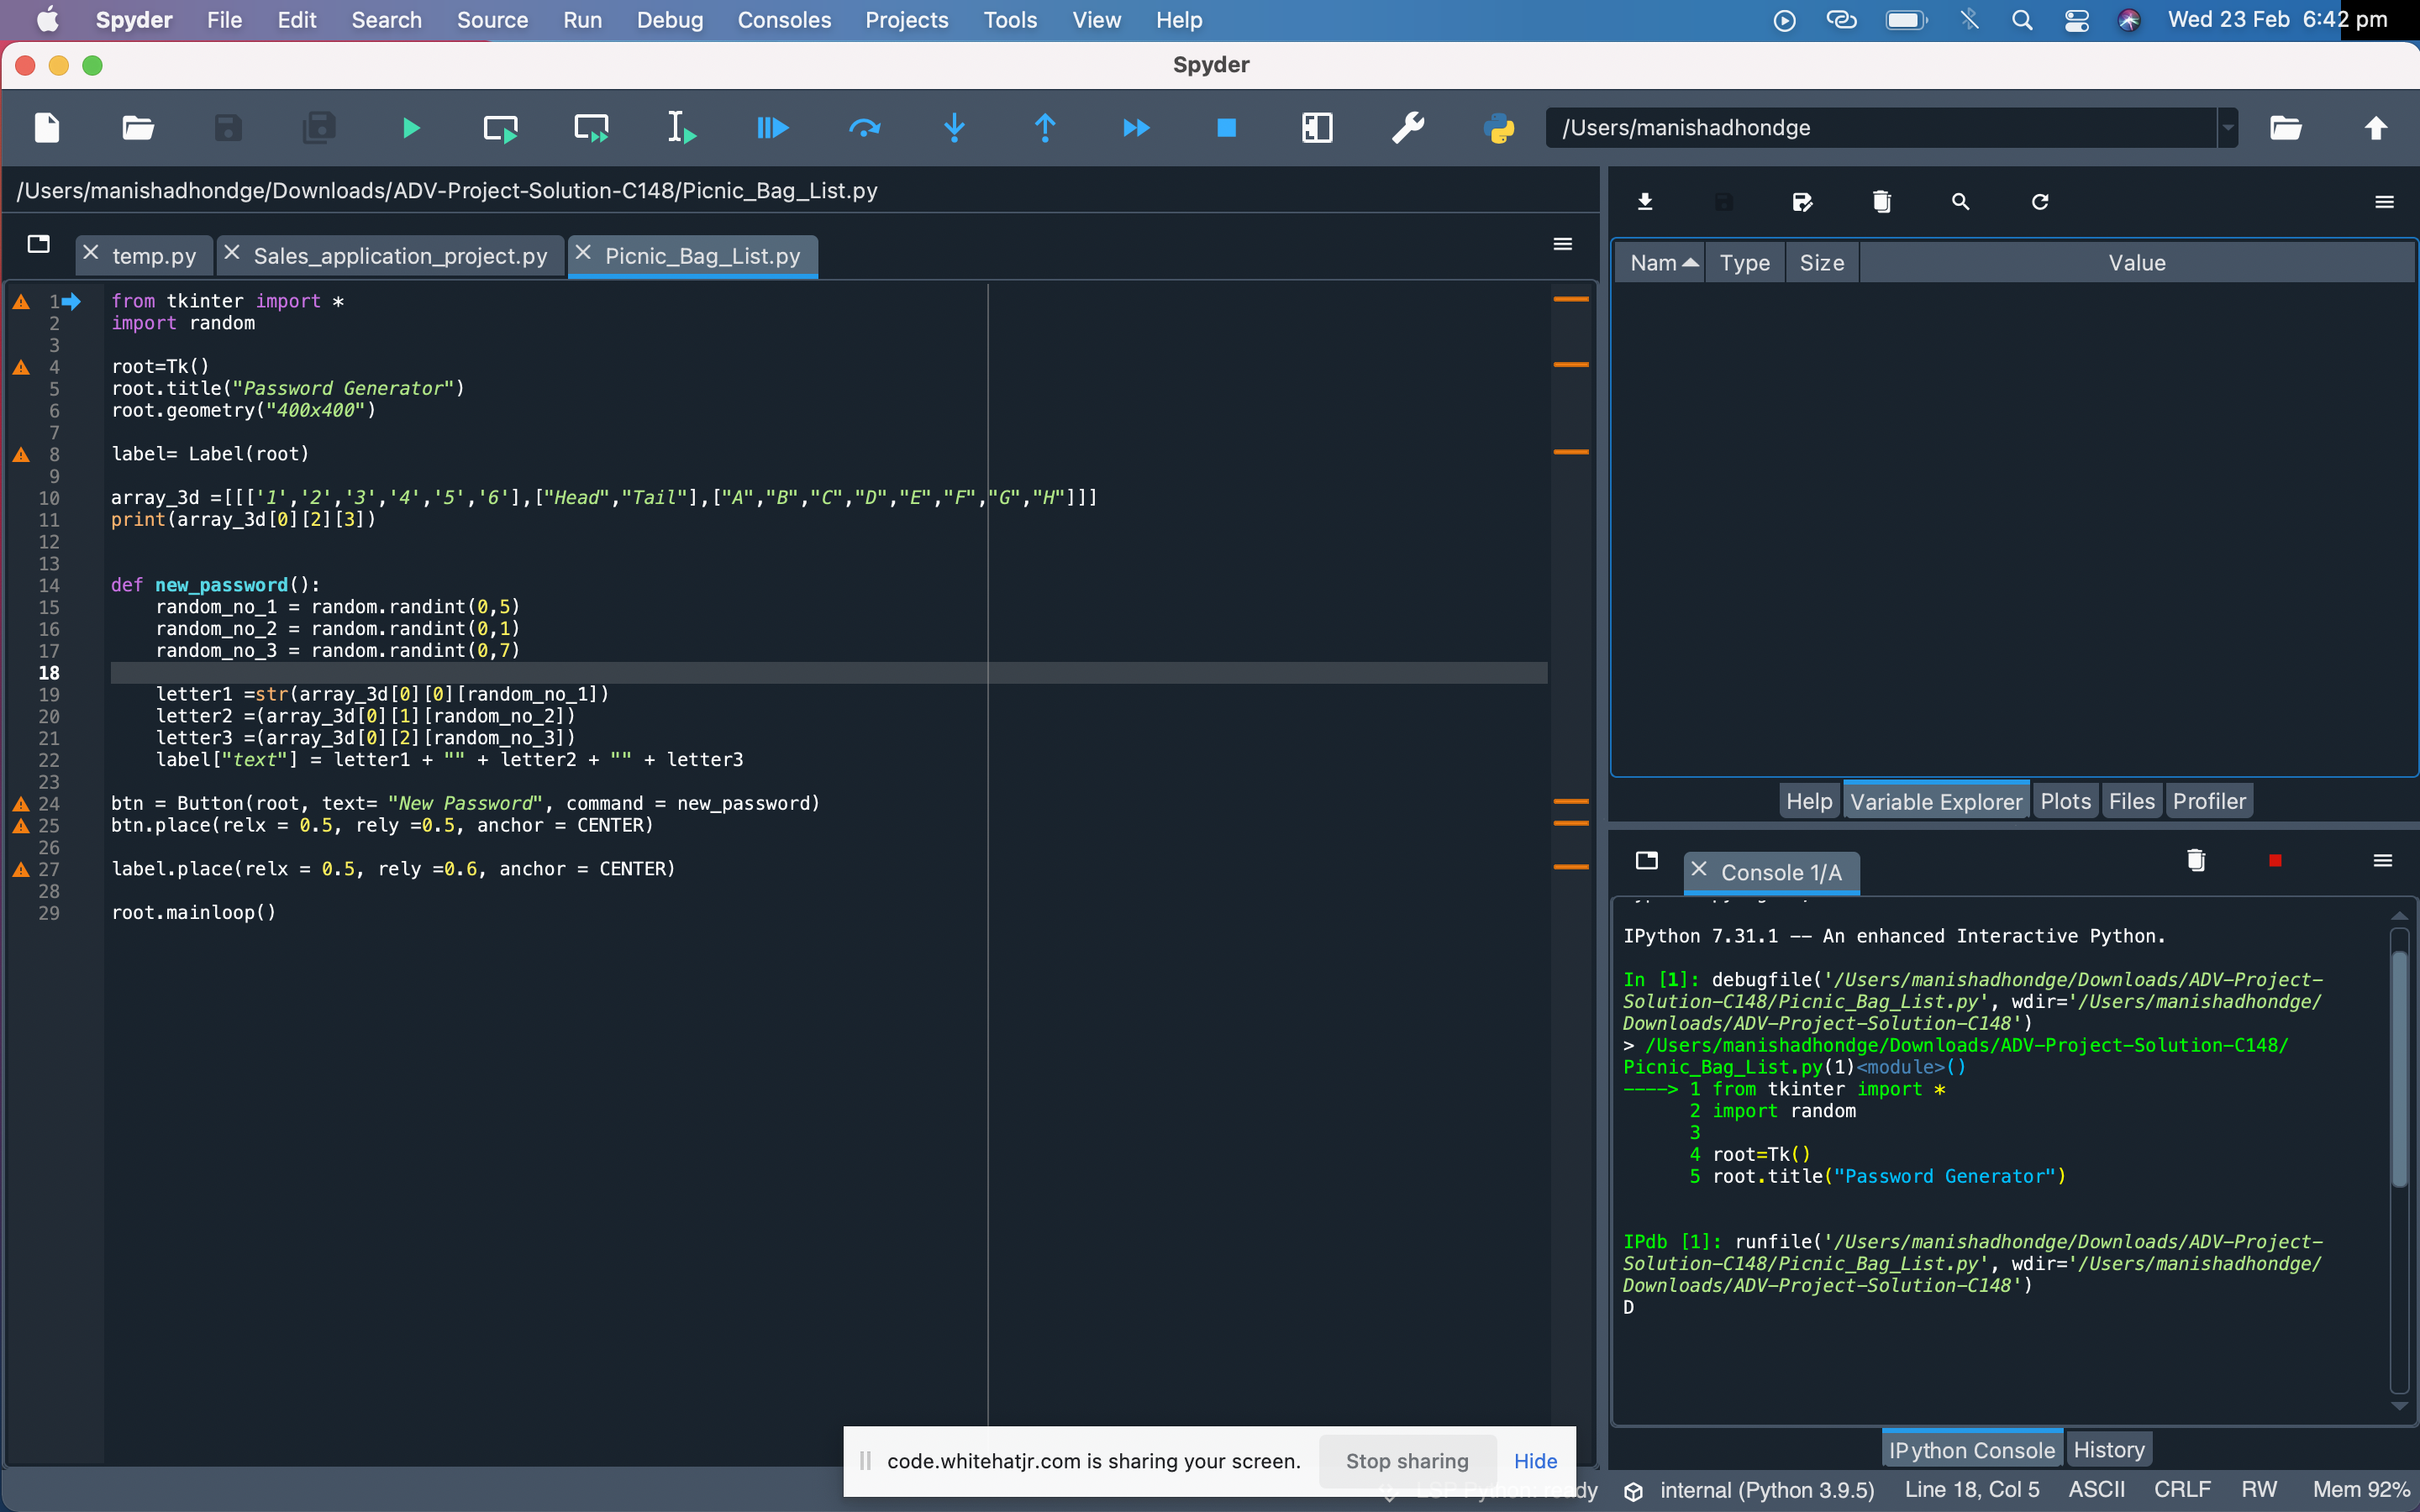 Spyder File Edit Search Source Run Debug Consoles Projects Tools View Help Wed 23 Feb 6:42 pm
Spyder
/Users/manishadhondge
/Users/manishadhondge/Downloads/ADV-Project-Solution-C148/Picnic_Bag_List.py
temp.py Sales_application_project.py Picnic_Bag_List.py
1 from tkinter import *
2 import random
3
4 root=Tk()
5 root.title("Password Generator")
6 root.geometry("400x400")
7
8 label= Label(root)
9
10 array_3d =[[['1','2','3','4','5','6'],["Head","Tail"],["A","B","C","D","E","F","G","H"]]]
11 print(array_3d[0][2][3])
12
13
14 def new_password():
15     random_no_1 = random.randint(0,5)
16     random_no_2 = random.randint(0,1)
17     random_no_3 = random.randint(0,7)
18
19     letter1 =str(array_3d[0][0][random_no_1])
20     letter2 =(array_3d[0][1][random_no_2])
21     letter3 =(array_3d[0][2][random_no_3])
22     label["text"] = letter1 + "" + letter2 + "" + letter3
23
24 btn = Button(root, text= "New Password", command = new_password)
25 btn.place(relx = 0.5, rely =0.5, anchor = CENTER)
26
27 label.place(relx = 0.5, rely =0.6, anchor = CENTER)
28
29 root.mainloop()
Nam Type Size Value
Help Variable Explorer Plots Files Profiler
Console 1/A
IPython 7.31.1 -- An enhanced Interactive Python.
In [1]: debugfile('/Users/manishadhondge/Downloads/ADV-Project-
Solution-C148/Picnic_Bag_List.py', wdir='/Users/manishadhondge/
Downloads/ADV-Project-Solution-C148')
> /Users/manishadhondge/Downloads/ADV-Project-Solution-C148/
Picnic_Bag_List.py(1)<module>()
----> 1 from tkinter import *
2 import random
3
4 root=Tk()
5 root.title("Password Generator")
IPdb [1]: runfile('/Users/manishadhondge/Downloads/ADV-Project-
Solution-C148/Picnic_Bag_List.py', wdir='/Users/manishadhondge/
Downloads/ADV-Project-Solution-C148')
D
IPython Console History
code.whitehatjr.com is sharing your screen. Stop sharing Hide
LSP Python: ready internal (Python 3.9.5) Line 18, Col 5 ASCII CRLF RW Mem 92%